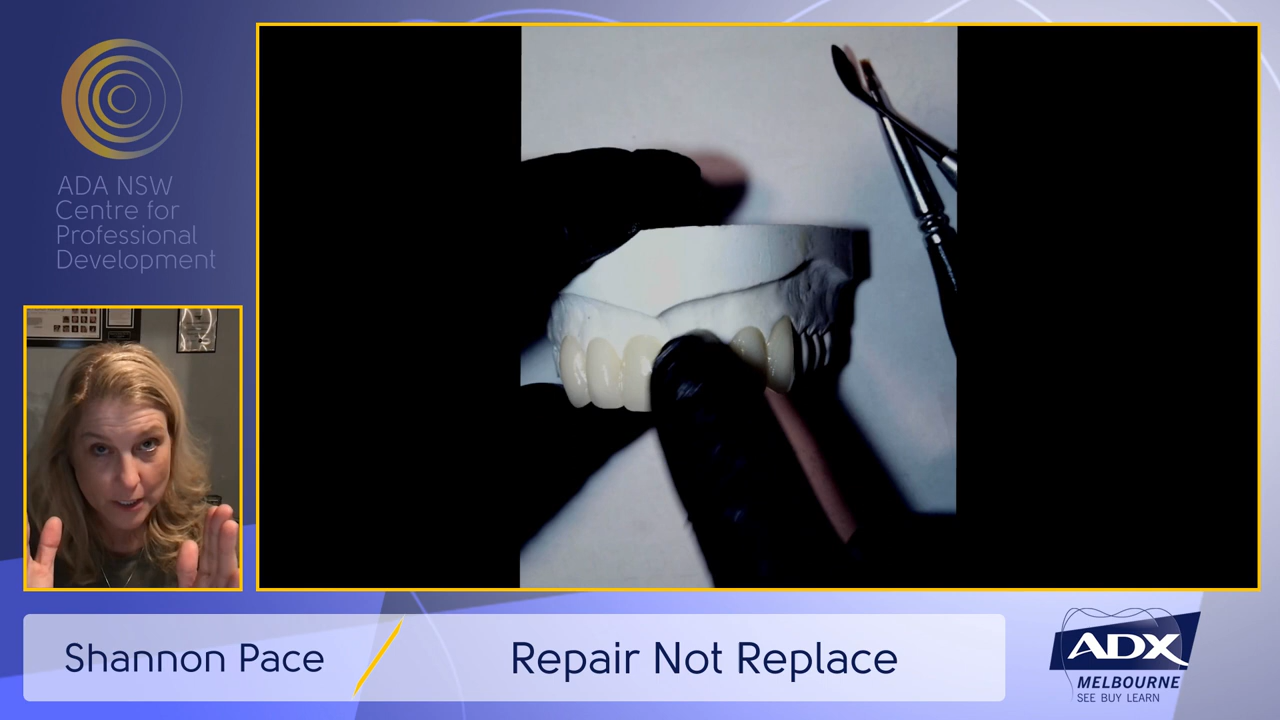 ADA NSW
Centre for
Professional
Development
Shannon Pace
Repair Not Replace
ADX
MELBOURNE
SEE BUY LEARN